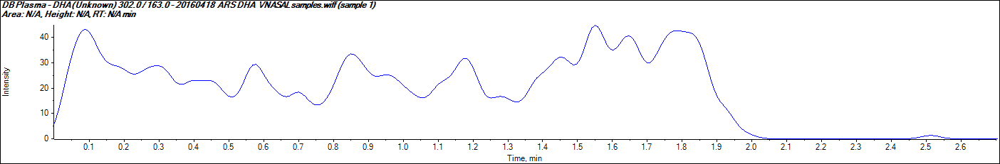 DB Plasma - DHA (Unknown) 302.0 / 163.0 - 20160418 ARS DHA VNASAL samples.wiff (sample 1)
Area: N/A, Height: N/A, RT: N/A min
40
30
20
10
0
Intensity
0.1 0.2 0.3 0.4 0.5 0.6 0.7 0.8 0.9 1.0 1.1 1.2 1.3 1.4 1.5 1.6 1.7 1.8 1.9 2.0 2.1 2.2 2.3 2.4 2.5 2.6
Time, min